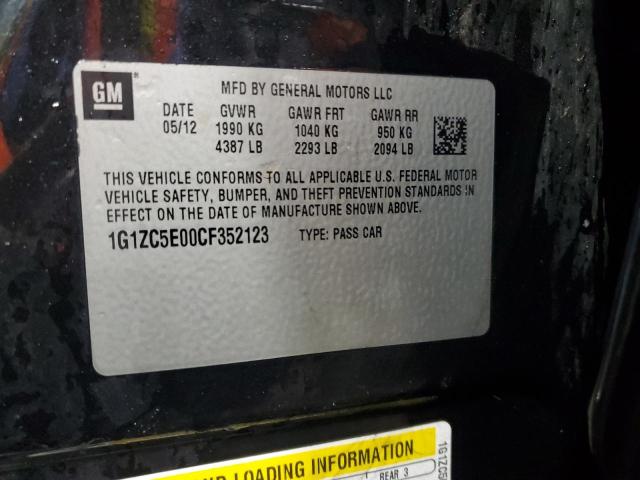 GM
MFD BY GENERAL MOTORS LLC
DATE GVWR GAWR FRT GAWR RR
05/12 1990 KG 1040 KG 950 KG
4387 LB 2293 LB 2094 LB
THIS VEHICLE CONFORMS TO ALL APPLICABLE U.S. FEDERAL MOTOR
VEHICLE SAFETY, BUMPER, AND THEFT PREVENTION STANDARDS IN
EFFECT ON THE DATE OF MANUFACTURE SHOWN ABOVE.
1G1ZC5E00CF352123 TYPE: PASS CAR
LOADING INFORMATION
REAR 3
1G1ZC5